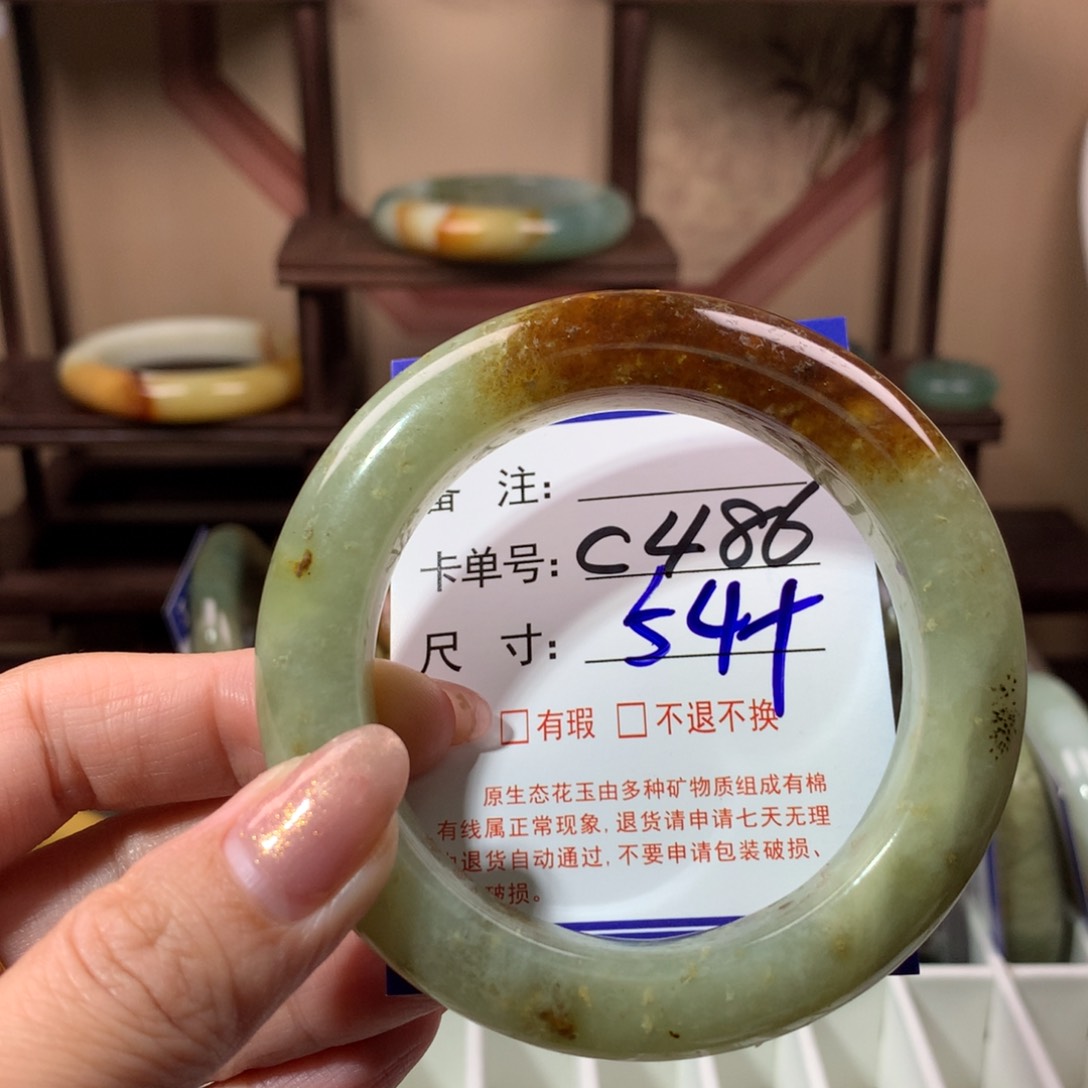 备 注:
卡单号: C486
尺 寸: 54+
□有瑕 □不退不换
原生态花玉由多种矿物质组成有棉
有线属正常现象, 退货请申请七天无理
由退货自动通过, 不要申请包装破损、
破损。